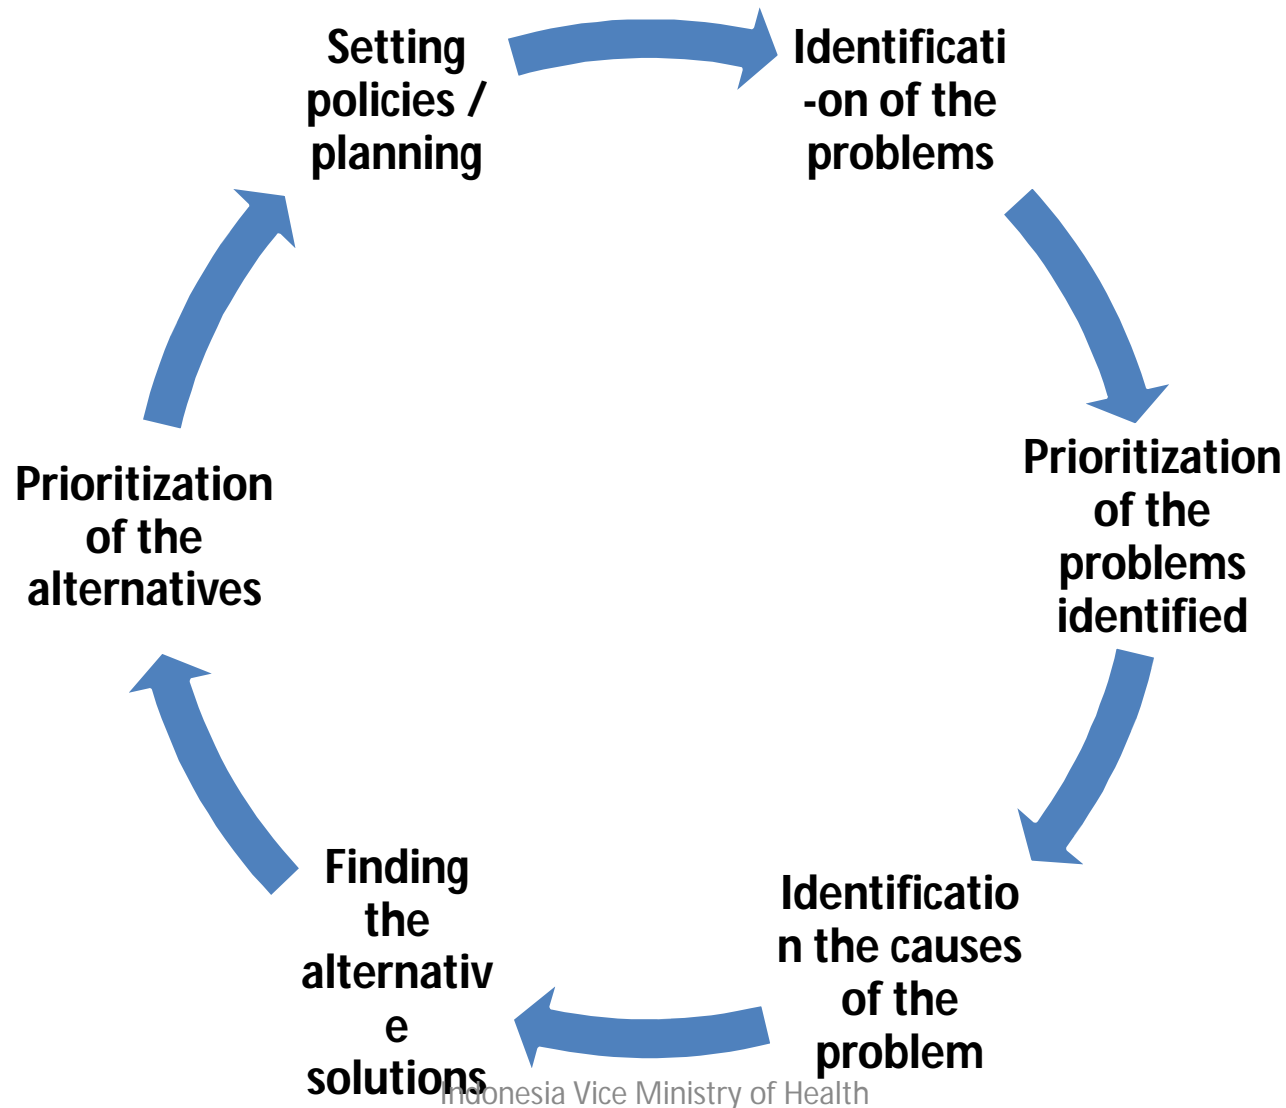 Setting
policies /
planning
Identificati
-on of the
problems
Prioritization
of the
problems
identified
Identificatio
n the causes
of the
problem
Finding
the
alternativ
e
solutions
Prioritization
of the
alternatives
Indonesia Vice Ministry of Health